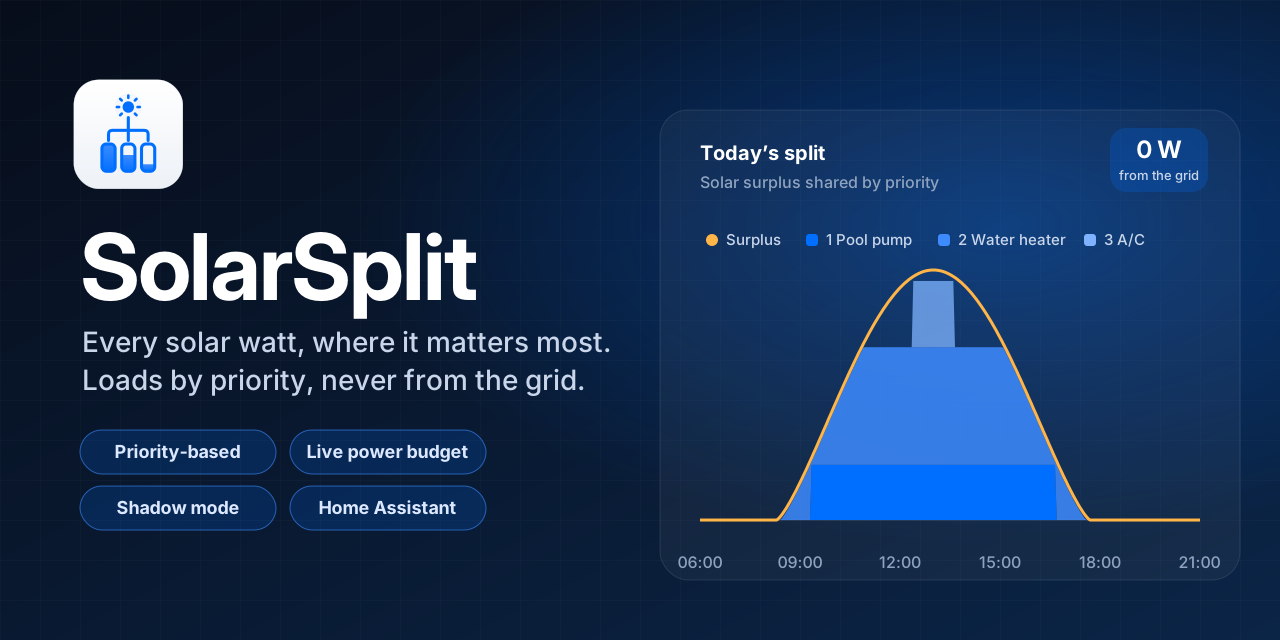 SolarSplit
Every solar watt, where it matters most.
Loads by priority, never from the grid.
Priority-based
Live power budget
Shadow mode
Home Assistant
Today’s split
Solar surplus shared by priority
0 W
from the grid
Surplus
1 Pool pump
2 Water heater
3 A/C
06:00
09:00
12:00
15:00
18:00
21:00